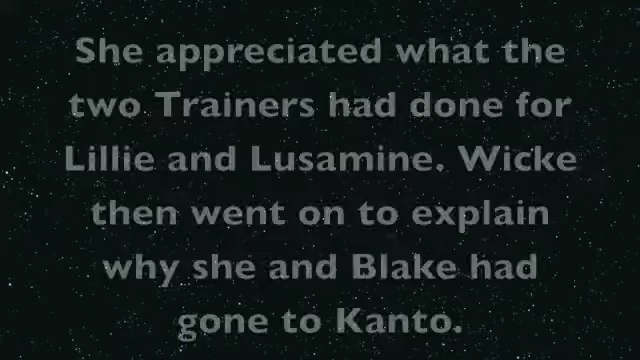 She appreciated what the
two Trainers had done for
Lillie and Lusamine. Wicke
then went on to explain
why she and Blake had
gone to Kanto.